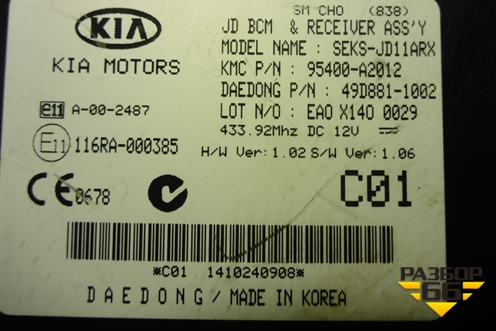 SM CHO (838)
KIA
JD BCM & RECEIVER ASS'Y
MODEL NAME : SEKS-JD11ARX
KIA MOTORS
KMC P/N : 95400-A2012
DAEDONG P/N : 49D881-1002
e11 A-00-2487
LOT N/O : EAO X140 0029
433.92Mhz DC 12V
E11 116RA-000385
H/W Ver: 1.02 S/W Ver: 1.06
CE 0678
C01
*C01 1410240908*
DAEDONG / MADE IN KOREA
РАЗБОР
66